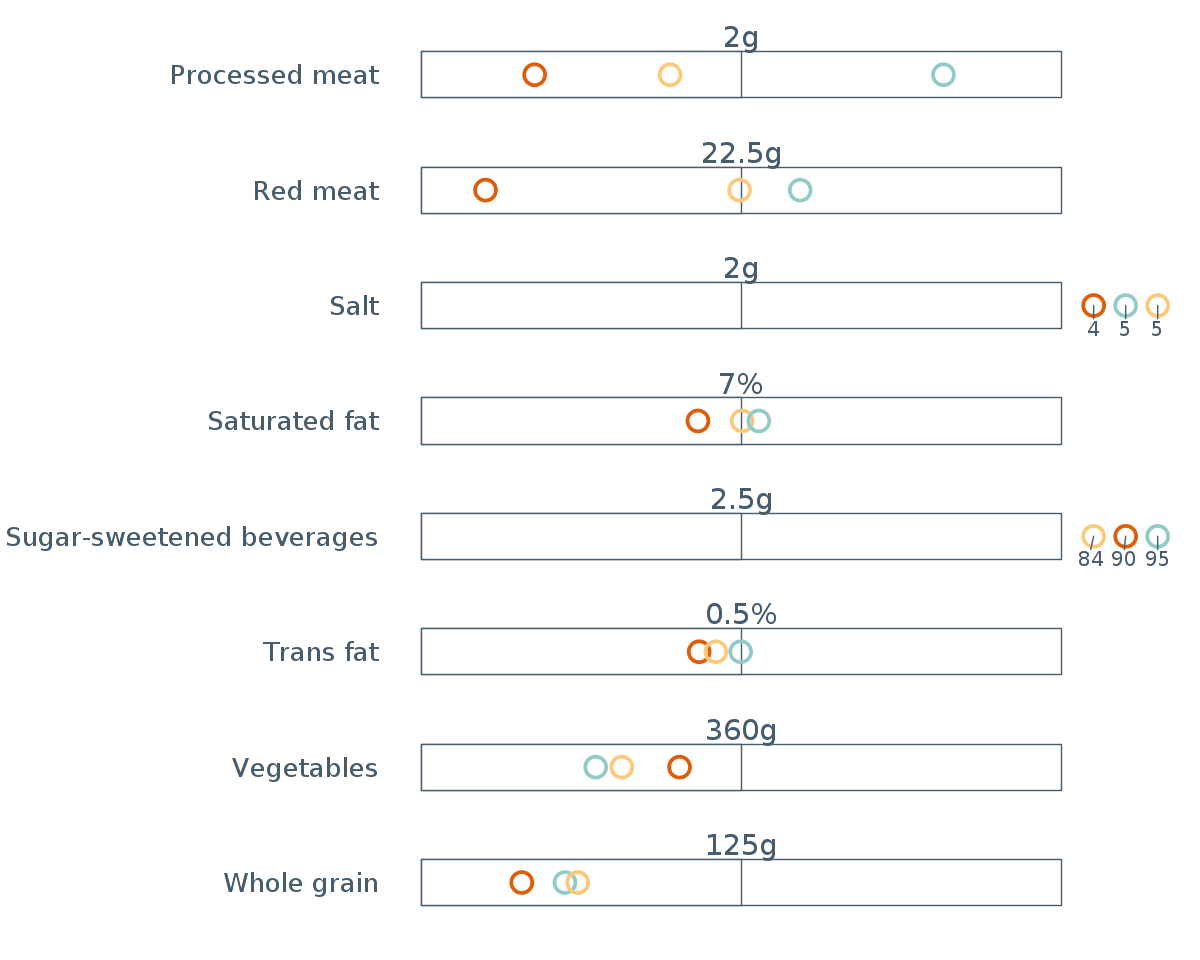 2g
Processed meat
22.5g
Red meat
2g
Salt
4 5 5
7%
Saturated fat
2.5g
Sugar-sweetened beverages
84 90 95
0.5%
Trans fat
360g
Vegetables
125g
Whole grain